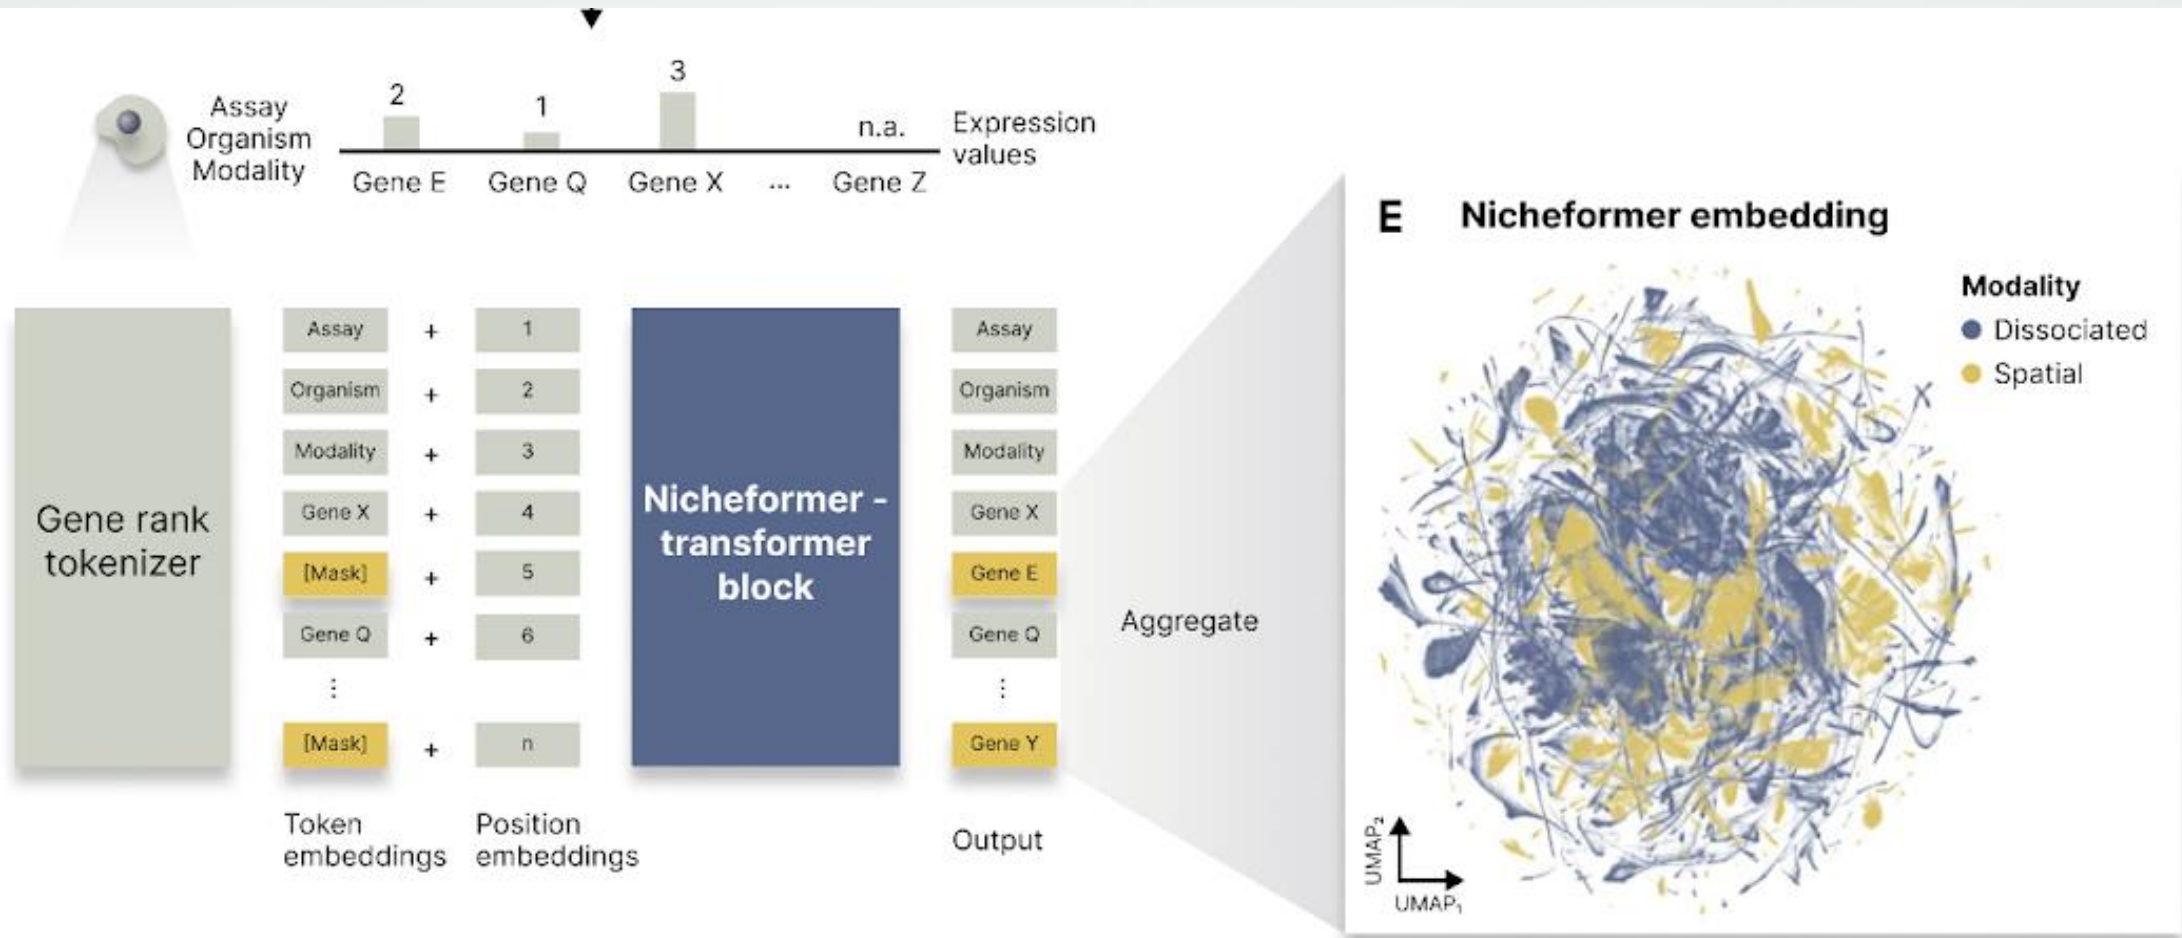 Assay
Organism
Modality
2
1
3
n.a.
Expression
values
Gene E
Gene Q
Gene X
...
Gene Z
Gene rank
tokenizer
Assay + 1
Organism + 2
Modality + 3
Gene X + 4
[Mask] + 5
Gene Q + 6
⋮
[Mask] + n
Token
embeddings
Position
embeddings
Nicheformer -
transformer
block
Assay
Organism
Modality
Gene X
Gene E
Gene Q
⋮
Gene Y
Output
Aggregate
E Nicheformer embedding
Modality
Dissociated
Spatial
UMAP₂
UMAP₁